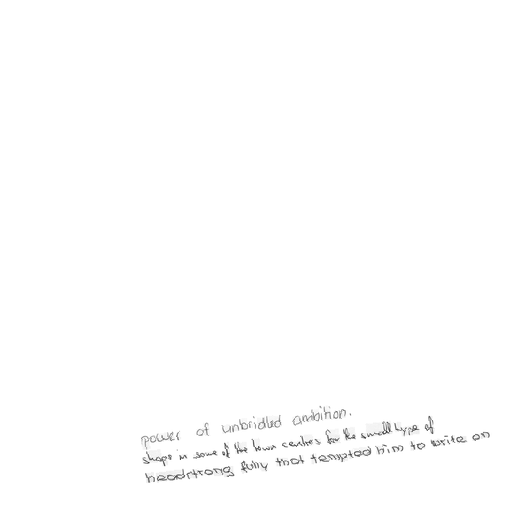 power of unbridled ambition.
shops in some of the town centres for the small type of
headstrong fully that tempted him to write on